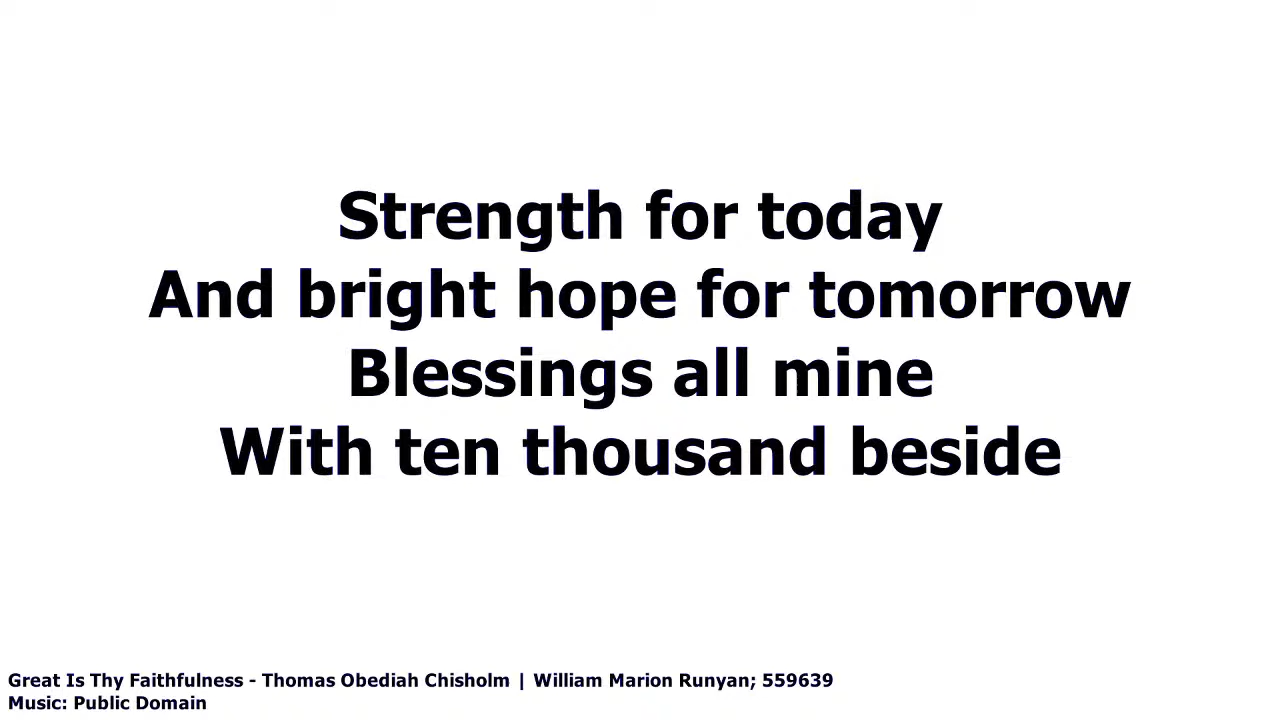 Strength for today
And bright hope for tomorrow
Blessings all mine
With ten thousand beside
Great Is Thy Faithfulness - Thomas Obediah Chisholm | William Marion Runyan; 559639
Music: Public Domain